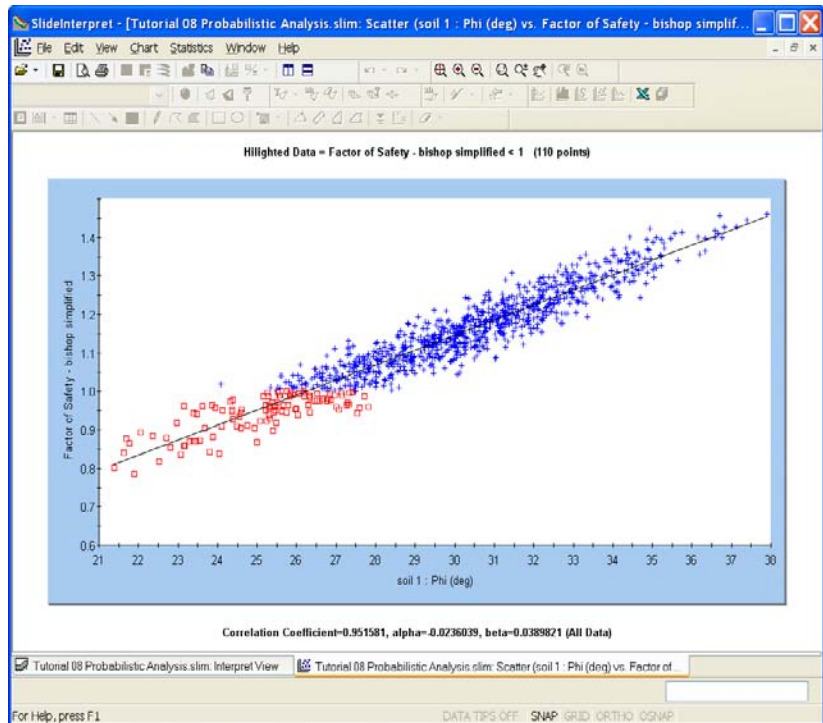 SlideInterpret - [Tutorial 08 Probabilistic Analysis.slim: Scatter (soil 1 : Phi (deg) vs. Factor of Safety - bishop simplif...
File Edit View Chart Statistics Window Help
Hilighted Data = Factor of Safety - bishop simplified < 1 (110 points)
Factor of Safety - bishop simplified
1.4
1.3
1.2
1.1
1.0
0.9
0.8
0.7
0.6
21 22 23 24 25 26 27 28 29 30 31 32 33 34 35 36 37 38
soil 1 : Phi (deg)
Correlation Coefficient=0.951581, alpha=-0.0236039, beta=0.0389821 (All Data)
Tutorial 08 Probabilistic Analysis.slim: Interpret View Tutorial 08 Probabilistic Analysis.slim: Scatter (soil 1 : Phi (deg) vs. Factor of...
For Help, press F1 DATA TIPS OFF SNAP GRID ORTHO OSNAP